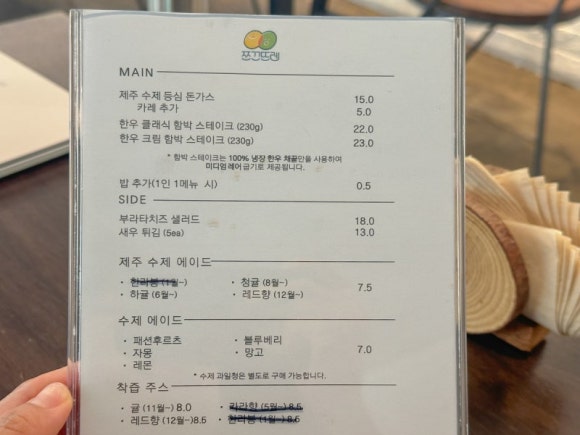 쪼끌뜨레
MAIN
제주 수제 등심 돈가스 15.0
카레 추가 5.0
한우 클래식 함박 스테이크 (230g) 22.0
한우 크림 함박 스테이크 (230g) 23.0
* 함박 스테이크는 100% 냉장 한우 채끝만을 사용하여
미디엄 레어 굽기로 제공됩니다.
밥 추가(1인 1메뉴 시) 0.5
SIDE
부라타치즈 샐러드 18.0
새우 튀김 (5ea) 13.0
제주 수제 에이드
• 한라봉 (1월~) • 청귤 (8월~)
• 하귤 (6월~) • 레드향 (12월~) 7.5
수제 에이드
• 패션후르츠 • 블루베리
• 자몽 • 망고 7.0
• 레몬
* 수제 과일청은 별도로 구매 가능합니다.
착즙 주스
• 귤 (11월~) 8.0 • 카라향 (5월~) 8.5
• 레드향 (12월~) 8.5 • 한라봉 (1월~) 8.5